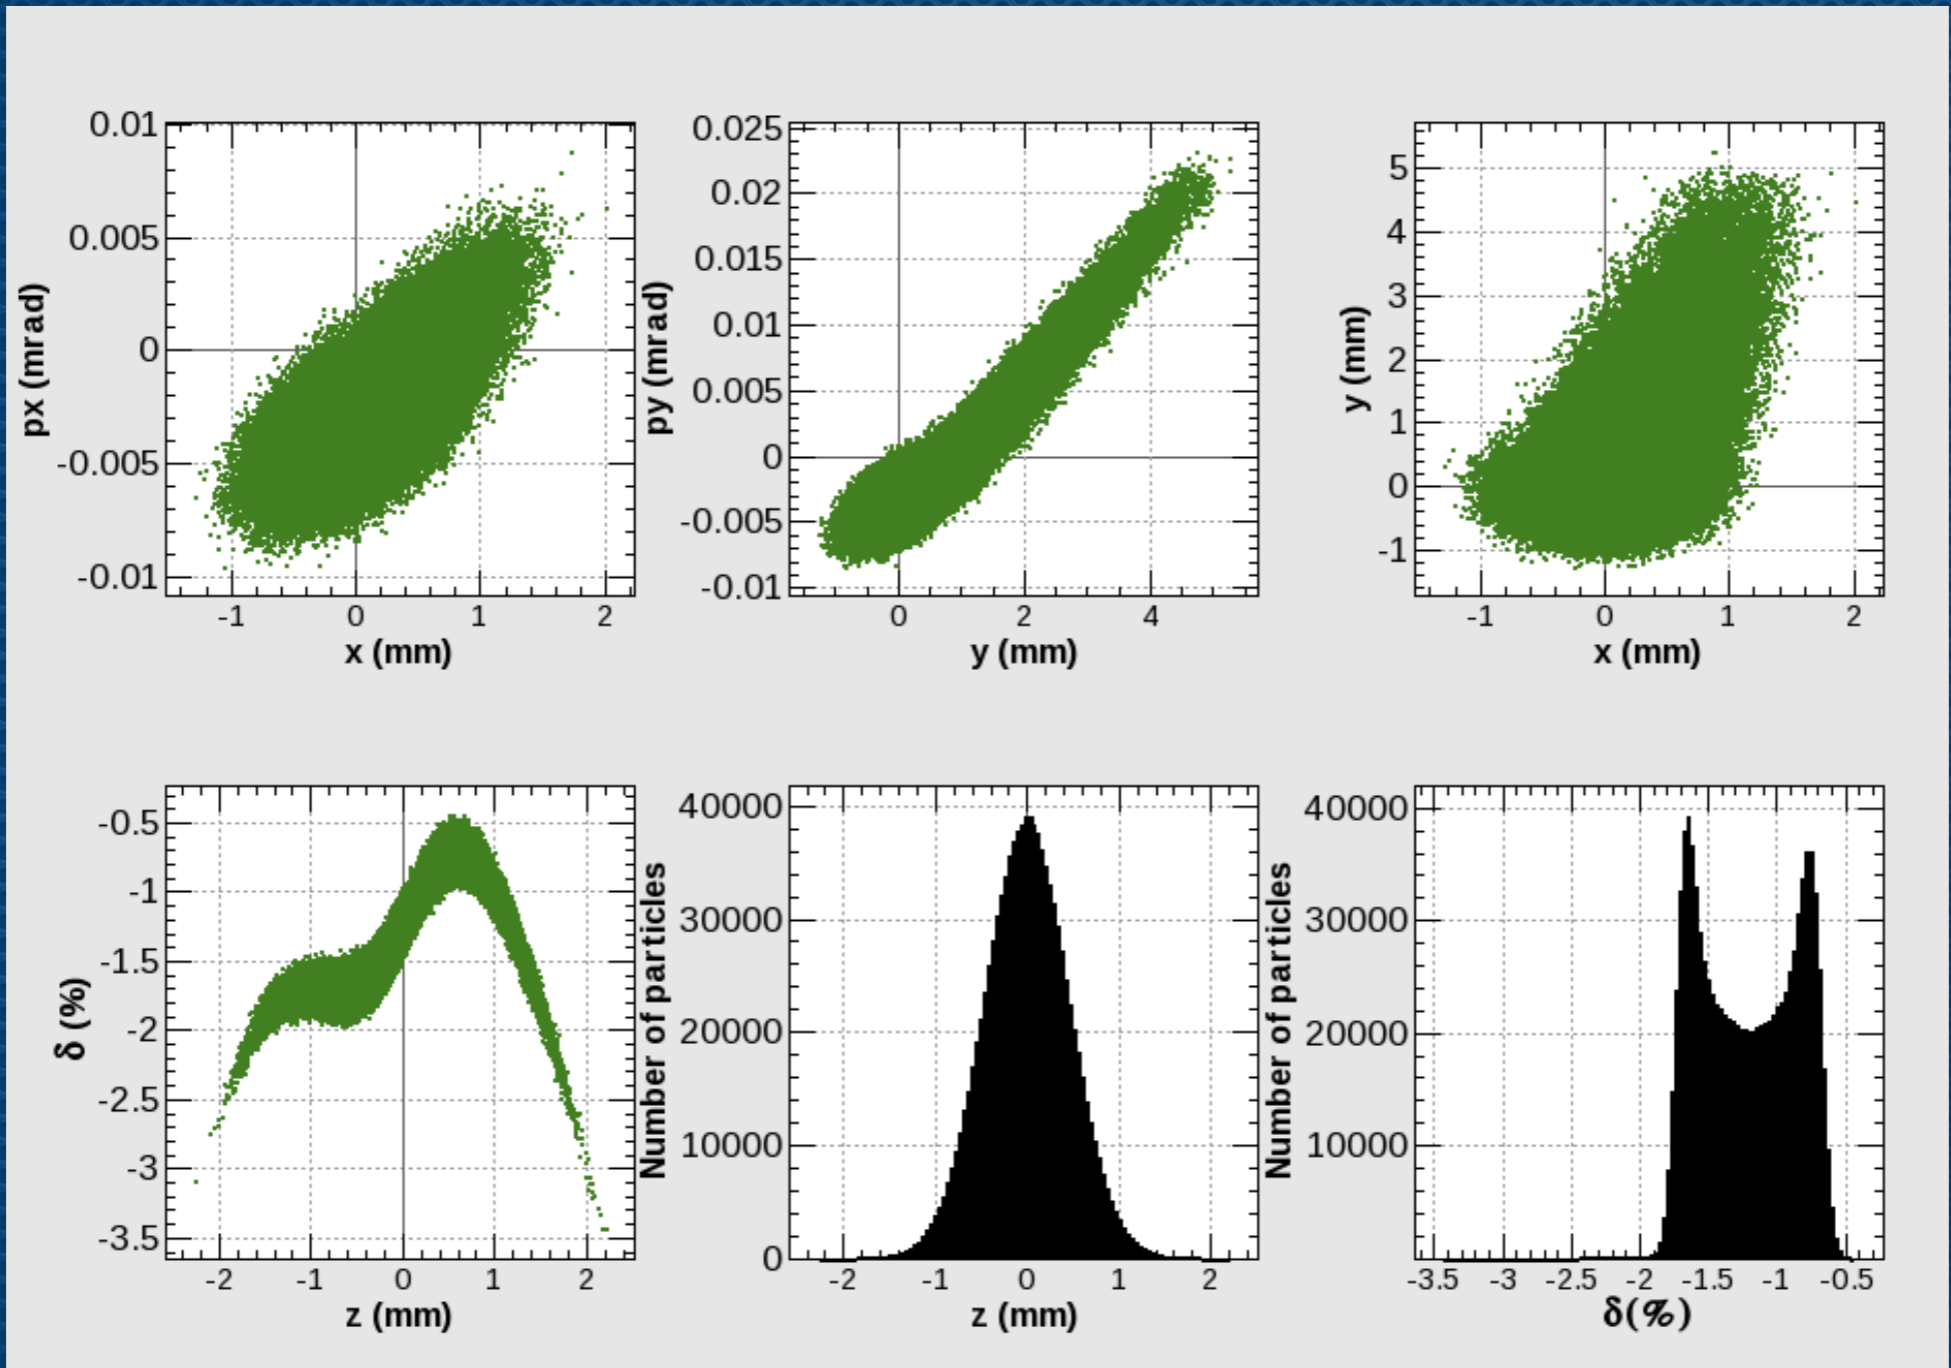 0.01
0.005
0
-0.005
-0.01
px (mrad)
-1 0 1 2
x (mm)
0.025
0.02
0.015
0.01
0.005
0
-0.005
-0.01
py (mrad)
0 2 4
y (mm)
5
4
3
2
1
0
-1
y (mm)
-1 0 1 2
x (mm)
-0.5
-1
-1.5
-2
-2.5
-3
-3.5
δ (%)
-2 -1 0 1 2
z (mm)
40000
30000
20000
10000
0
Number of particles
-2 -1 0 1 2
z (mm)
40000
30000
20000
10000
Number of particles
-3.5 -3 -2.5 -2 -1.5 -1 -0.5
δ(%)